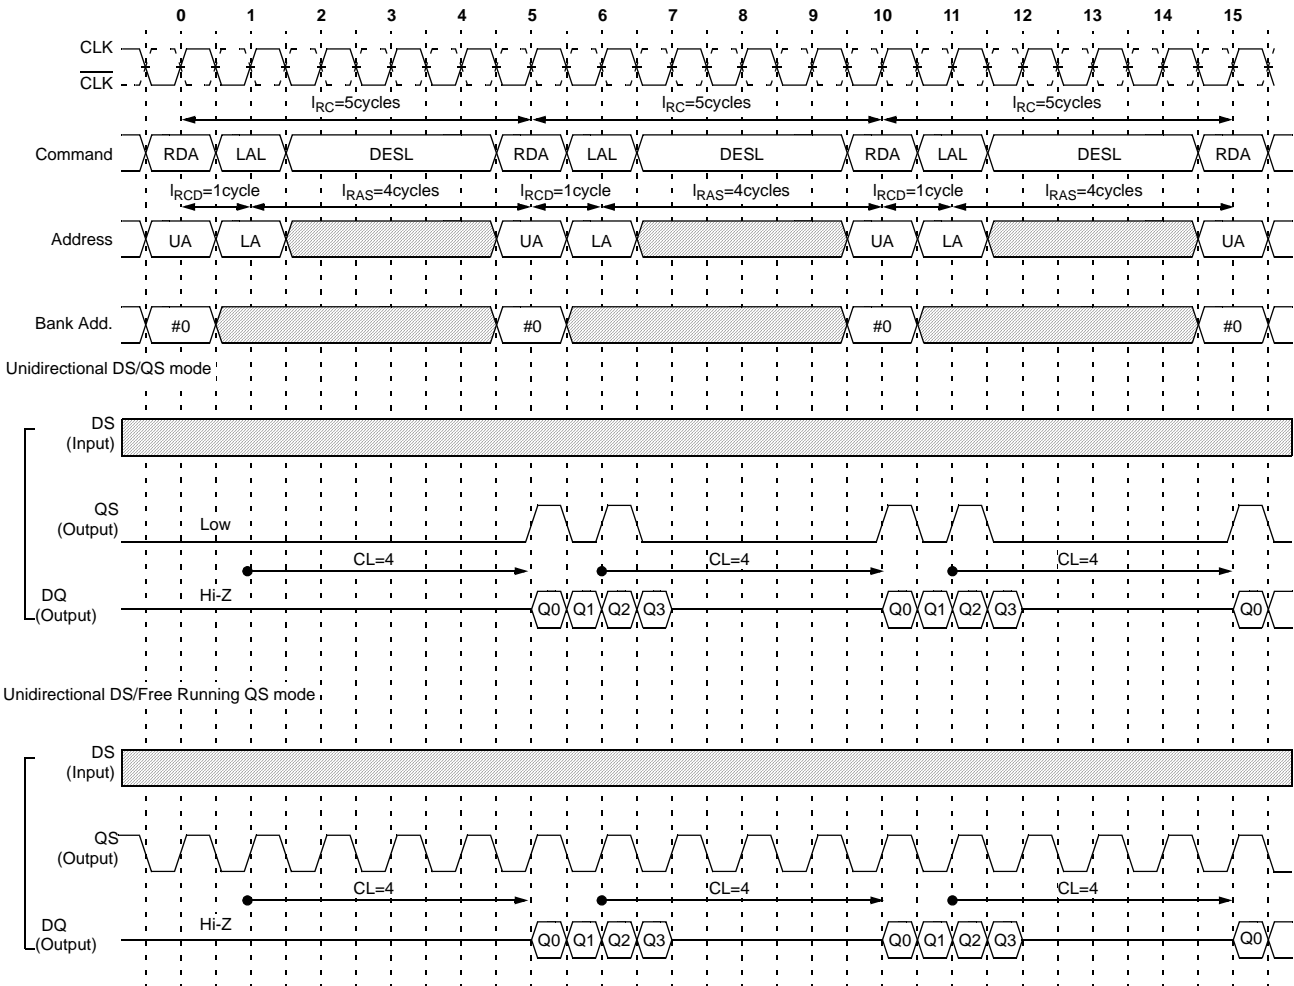 0 1 2 3 4 5 6 7 8 9 10 11 12 13 14 15
CLK
CLK
IRC=5cycles IRC=5cycles IRC=5cycles
Command RDA LAL DESL RDA LAL DESL RDA LAL DESL RDA
IRCD=1cycle IRAS=4cycles IRCD=1cycle IRAS=4cycles IRCD=1cycle IRAS=4cycles
Address UA LA UA LA UA LA UA
Bank Add. #0 #0 #0 #0
Unidirectional DS/QS mode
DS
(Input)
QS
(Output) Low
CL=4 CL=4 CL=4
DQ Hi-Z
(Output) Q0 Q1 Q2 Q3 Q0 Q1 Q2 Q3 Q0
Unidirectional DS/Free Running QS mode
DS
(Input)
QS
(Output)
CL=4 CL=4 CL=4
DQ Hi-Z
(Output) Q0 Q1 Q2 Q3 Q0 Q1 Q2 Q3 Q0